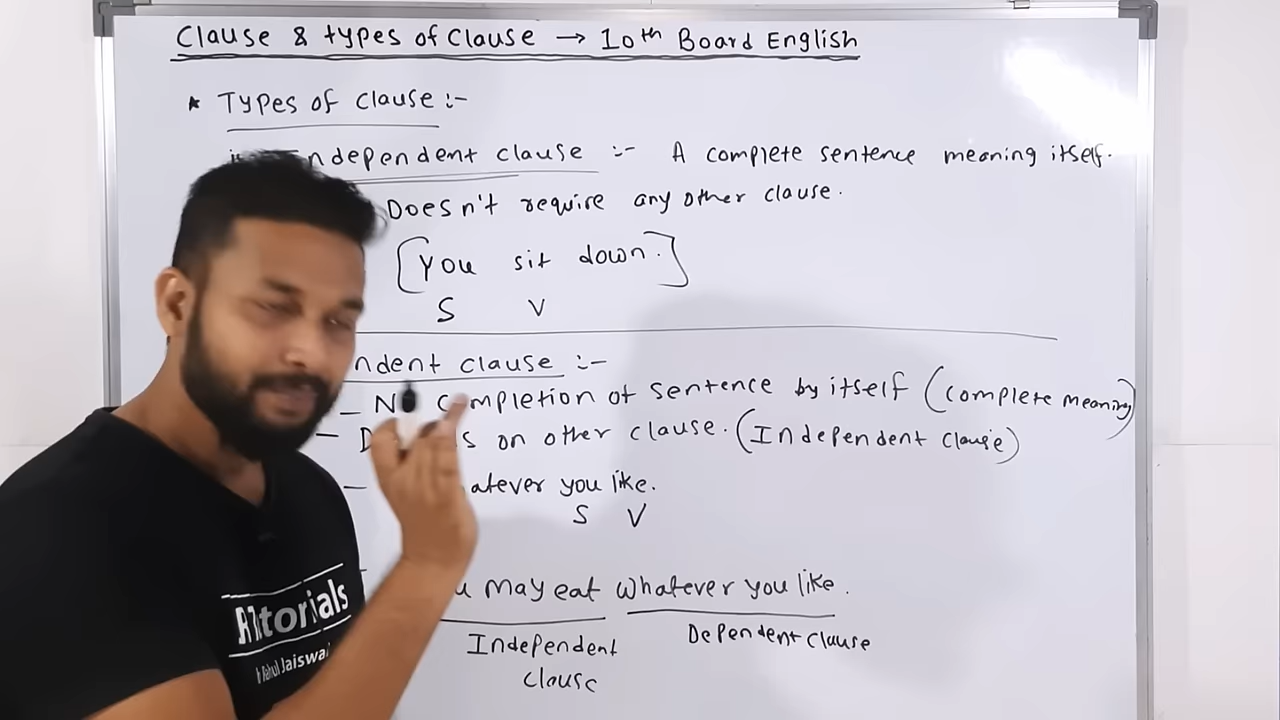 Clause & types of Clause → 10th Board English
* Types of clause :-
ndependent clause :- A complete sentence meaning itself.
Doesn't require any other clause.
[You sit down.]
S V
ndent clause :-
– No completion of sentence by itself (complete meaning)
– D s on other clause. (Independent clause)
– atever you like.
S V
u may eat whatever you like.
Independent clause
Dependent clause
torials
Jaiswa